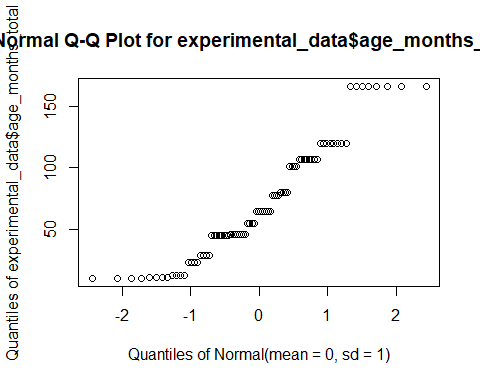 Normal Q-Q Plot for experimental_data$age_months_
Quantiles of experimental_data$age_months_total
150
100
50
-2
-1
0
1
2
Quantiles of Normal(mean = 0, sd = 1)